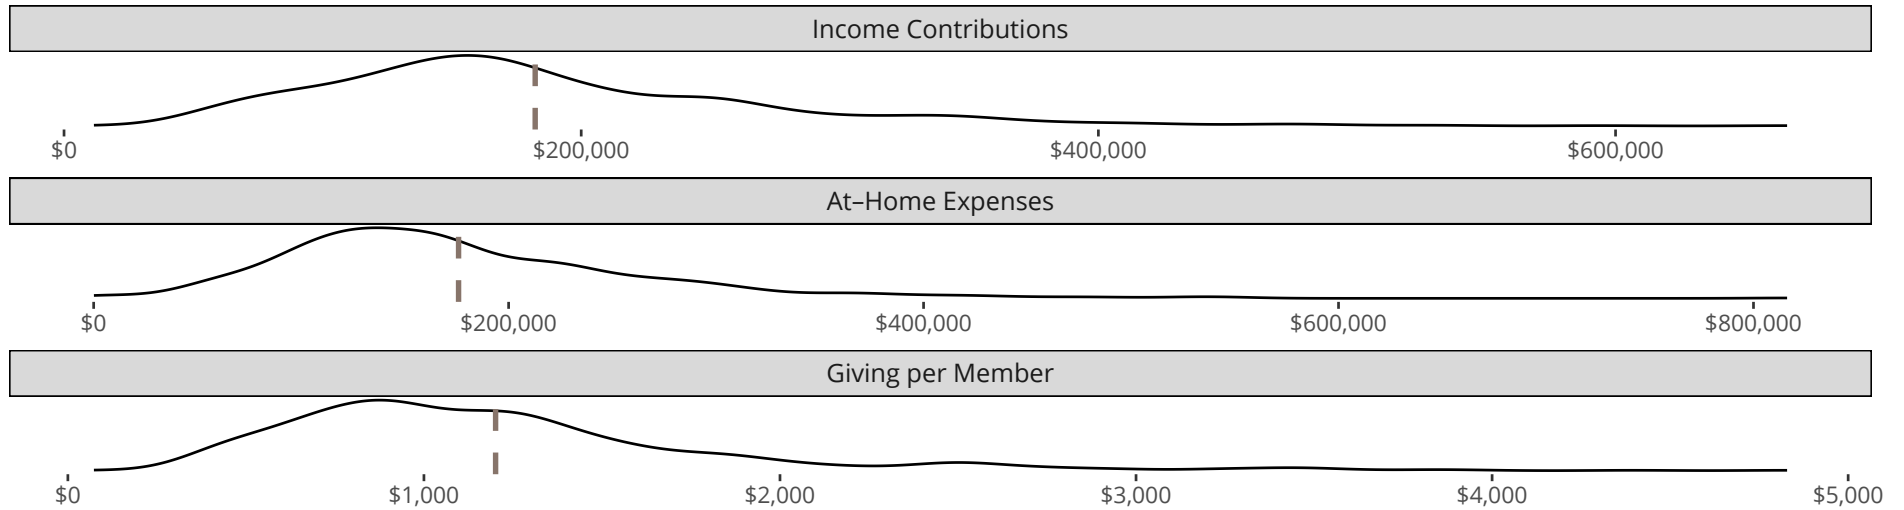 Income Contributions
$0 $200,000 $400,000 $600,000
At–Home Expenses
$0 $200,000 $400,000 $600,000 $800,000
Giving per Member
$0 $1,000 $2,000 $3,000 $4,000 $5,000